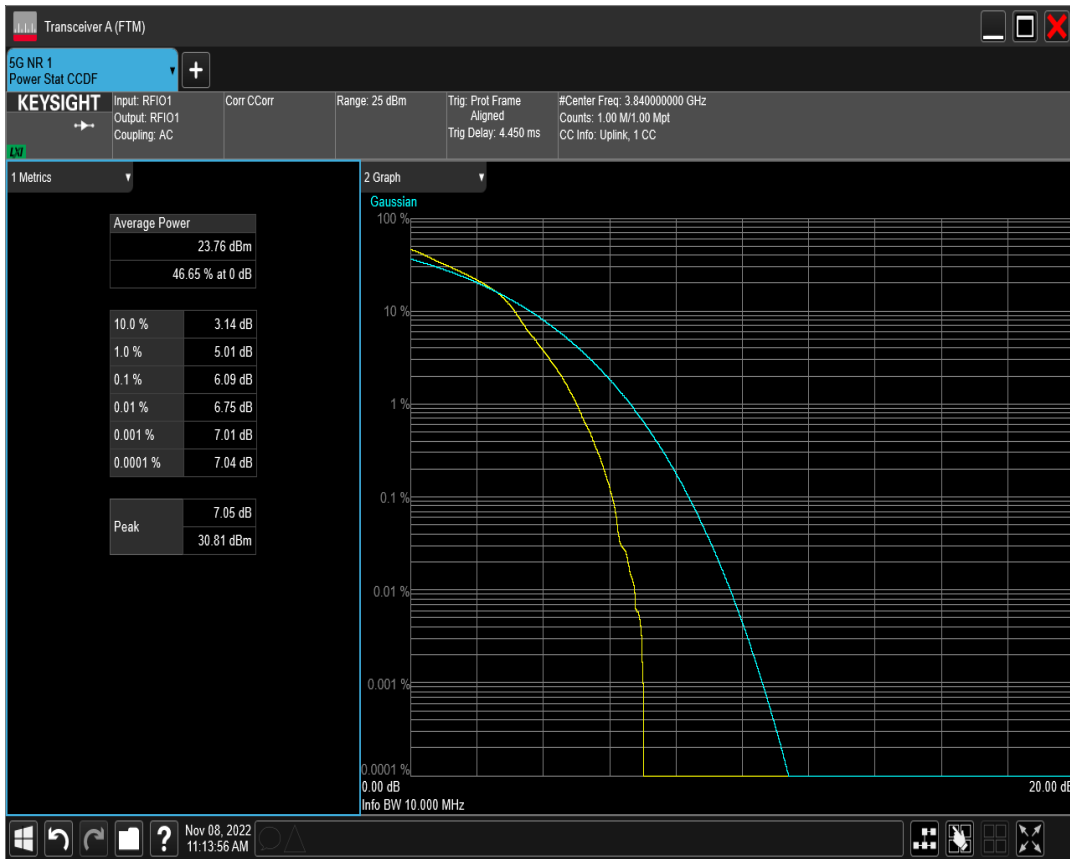 Transceiver A (FTM)
5G NR 1
Power Stat CCDF
KEYSIGHT
LXI
Input: RFIO1
Output: RFIO1
Coupling: AC
Corr CCorr
Range: 25 dBm
Trig: Prot Frame
Aligned
Trig Delay: 4.450 ms
#Center Freq: 3.840000000 GHz
Counts: 1.00 M/1.00 Mpt
CC Info: Uplink, 1 CC
1 Metrics
Average Power
23.76 dBm
46.65 % at 0 dB
10.0 % 3.14 dB
1.0 % 5.01 dB
0.1 % 6.09 dB
0.01 % 6.75 dB
0.001 % 7.01 dB
0.0001 % 7.04 dB
Peak
7.05 dB
30.81 dBm
2 Graph
Gaussian
100 %
10 %
1 %
0.1 %
0.01 %
0.001 %
0.0001 %
0.00 dB 20.00 dB
Info BW 10.000 MHz
? Nov 08, 2022
11:13:56 AM